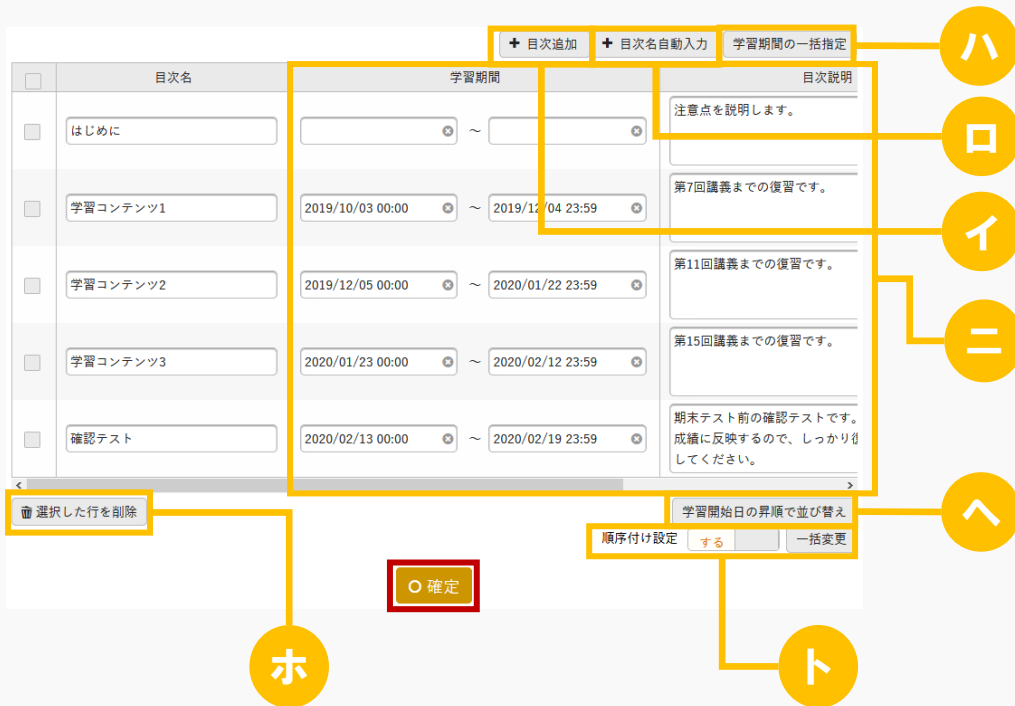 + 目次追加
+ 目次名自動入力
学習期間の一括指定
ハ
目次名
学習期間
目次説明
はじめに
~
注意点を説明します。
ロ
学習コンテンツ1
2019/10/03 00:00
~
2019/12/04 23:59
第7回講義までの復習です。
イ
学習コンテンツ2
2019/12/05 00:00
~
2020/01/22 23:59
第11回講義までの復習です。
ニ
学習コンテンツ3
2020/01/23 00:00
~
2020/02/12 23:59
第15回講義までの復習です。
確認テスト
2020/02/13 00:00
~
2020/02/19 23:59
期末テスト前の確認テストです。
成績に反映するので、しっかり
してください。
選択した行を削除
学習開始日の昇順で並び替え
ヘ
順序付け設定
する
一括変更
確定
ホ
ト